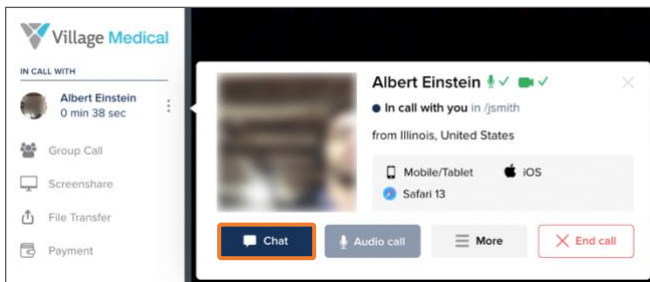 Village Medical
IN CALL WITH
Albert Einstein
0 min 38 sec
Group Call
Screenshare
File Transfer
Payment
Albert Einstein
In call with you in /jsmith
from Illinois, United States
Mobile/Tablet iOS
Safari 13
Chat Audio call More End call